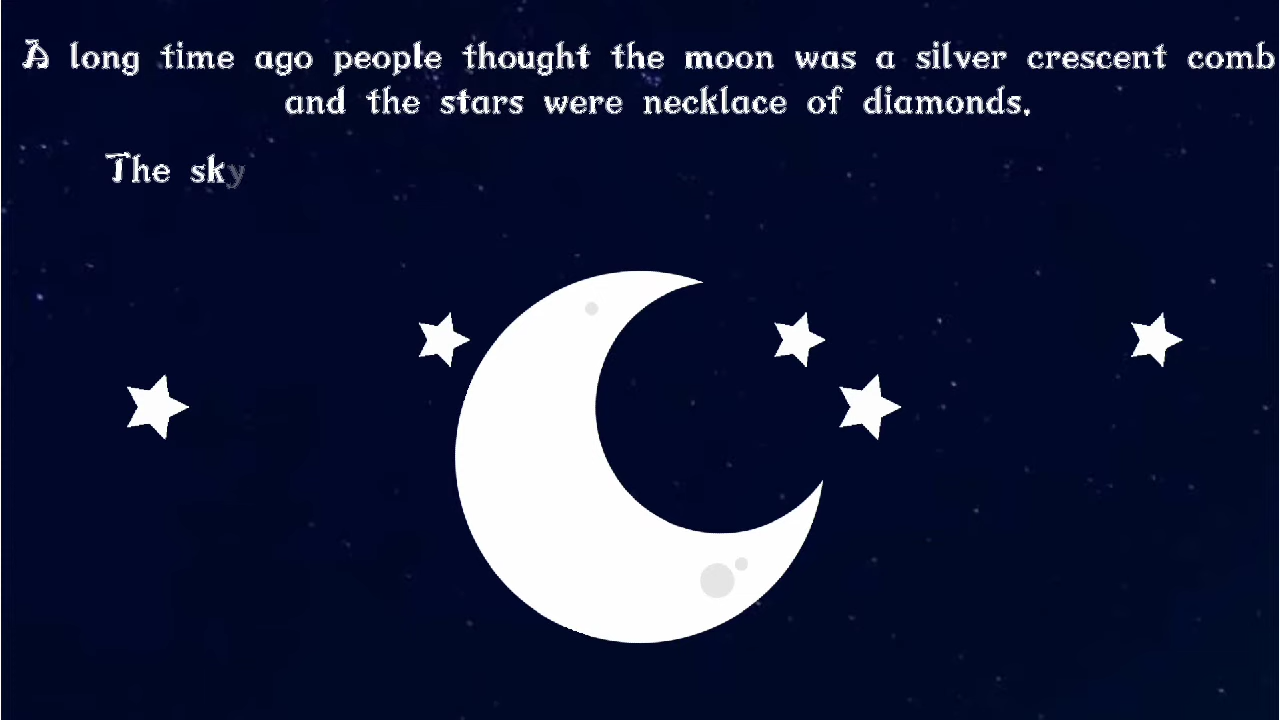 A long time ago people thought the moon was a silver crescent comb
and the stars were necklace of diamonds.
The sky